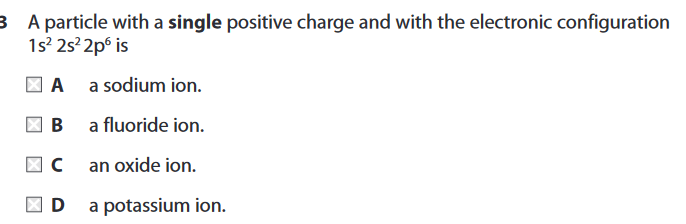 3 A particle with a single positive charge and with the electronic configuration
1s² 2s² 2p⁶ is
A a sodium ion.
B a fluoride ion.
C an oxide ion.
D a potassium ion.